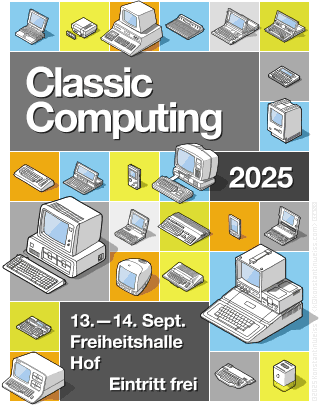 Classic
Computing
2025
13.—14. Sept.
Freiheitshalle
Hof
Eintritt frei